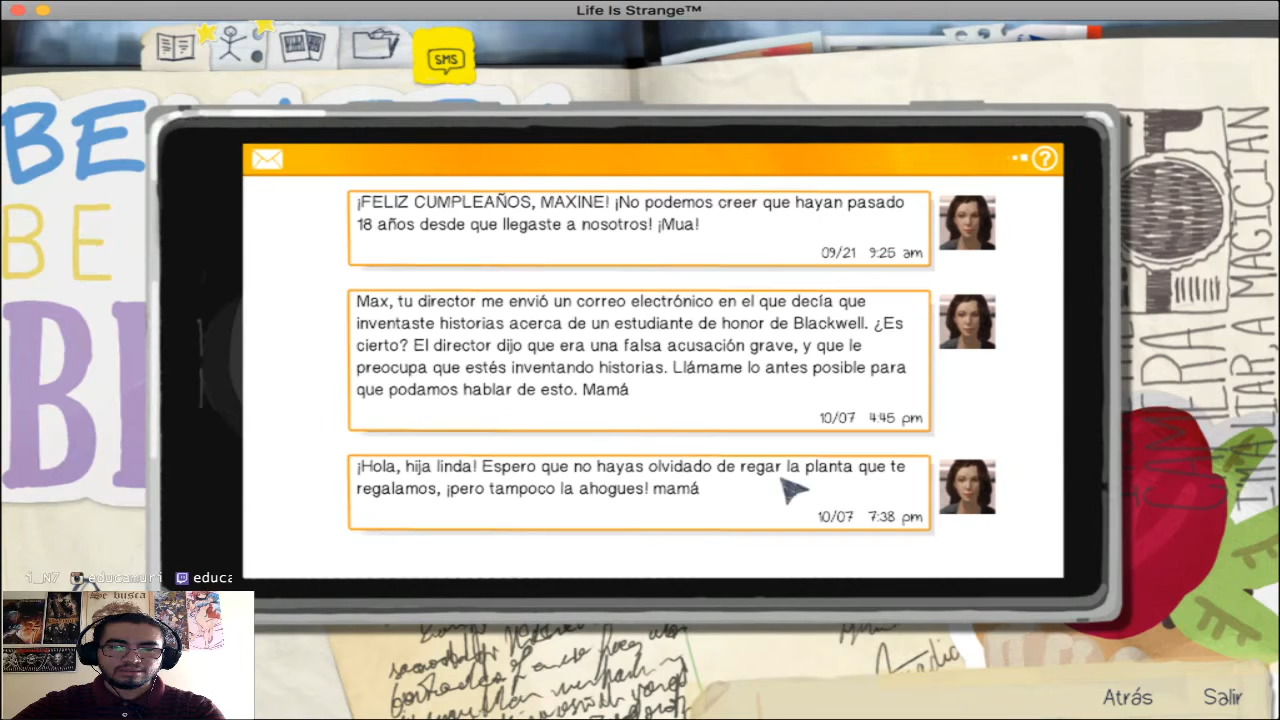 Life Is Strange™
SMS
BE
BE
¡FELIZ CUMPLEAÑOS, MAXINE! ¡No podemos creer que hayan pasado
18 años desde que llegaste a nosotros! ¡Mua!
09/21 9:25 am
Max, tu director me envió un correo electrónico en el que decía que
inventaste historias acerca de un estudiante de honor de Blackwell. ¿Es
cierto? El director dijo que era una falsa acusación grave, y que le
preocupa que estés inventando historias. Llámame lo antes posible para
que podamos hablar de esto. Mamá
10/07 4:45 pm
¡Hola, hija linda! Espero que no hayas olvidado de regar la planta que te
regalamos, ¡pero tampoco la ahogues! mamá
10/07 7:38 pm
i_N7 educamuri educa
Se busca
Atrás Salir